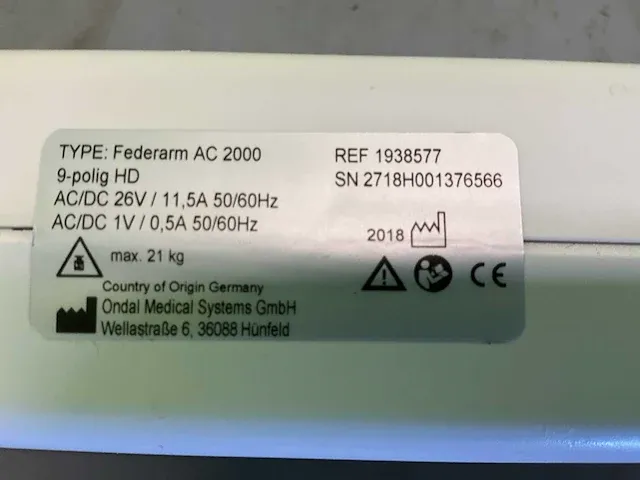 TYPE: Federarm AC 2000
9-polig HD
AC/DC 26V / 11,5A 50/60Hz
AC/DC 1V / 0,5A 50/60Hz
max. 21 kg
Country of Origin Germany
Ondal Medical Systems GmbH
Wellastraße 6, 36088 Hünfeld
REF 1938577
SN 2718H001376566
2018
CE